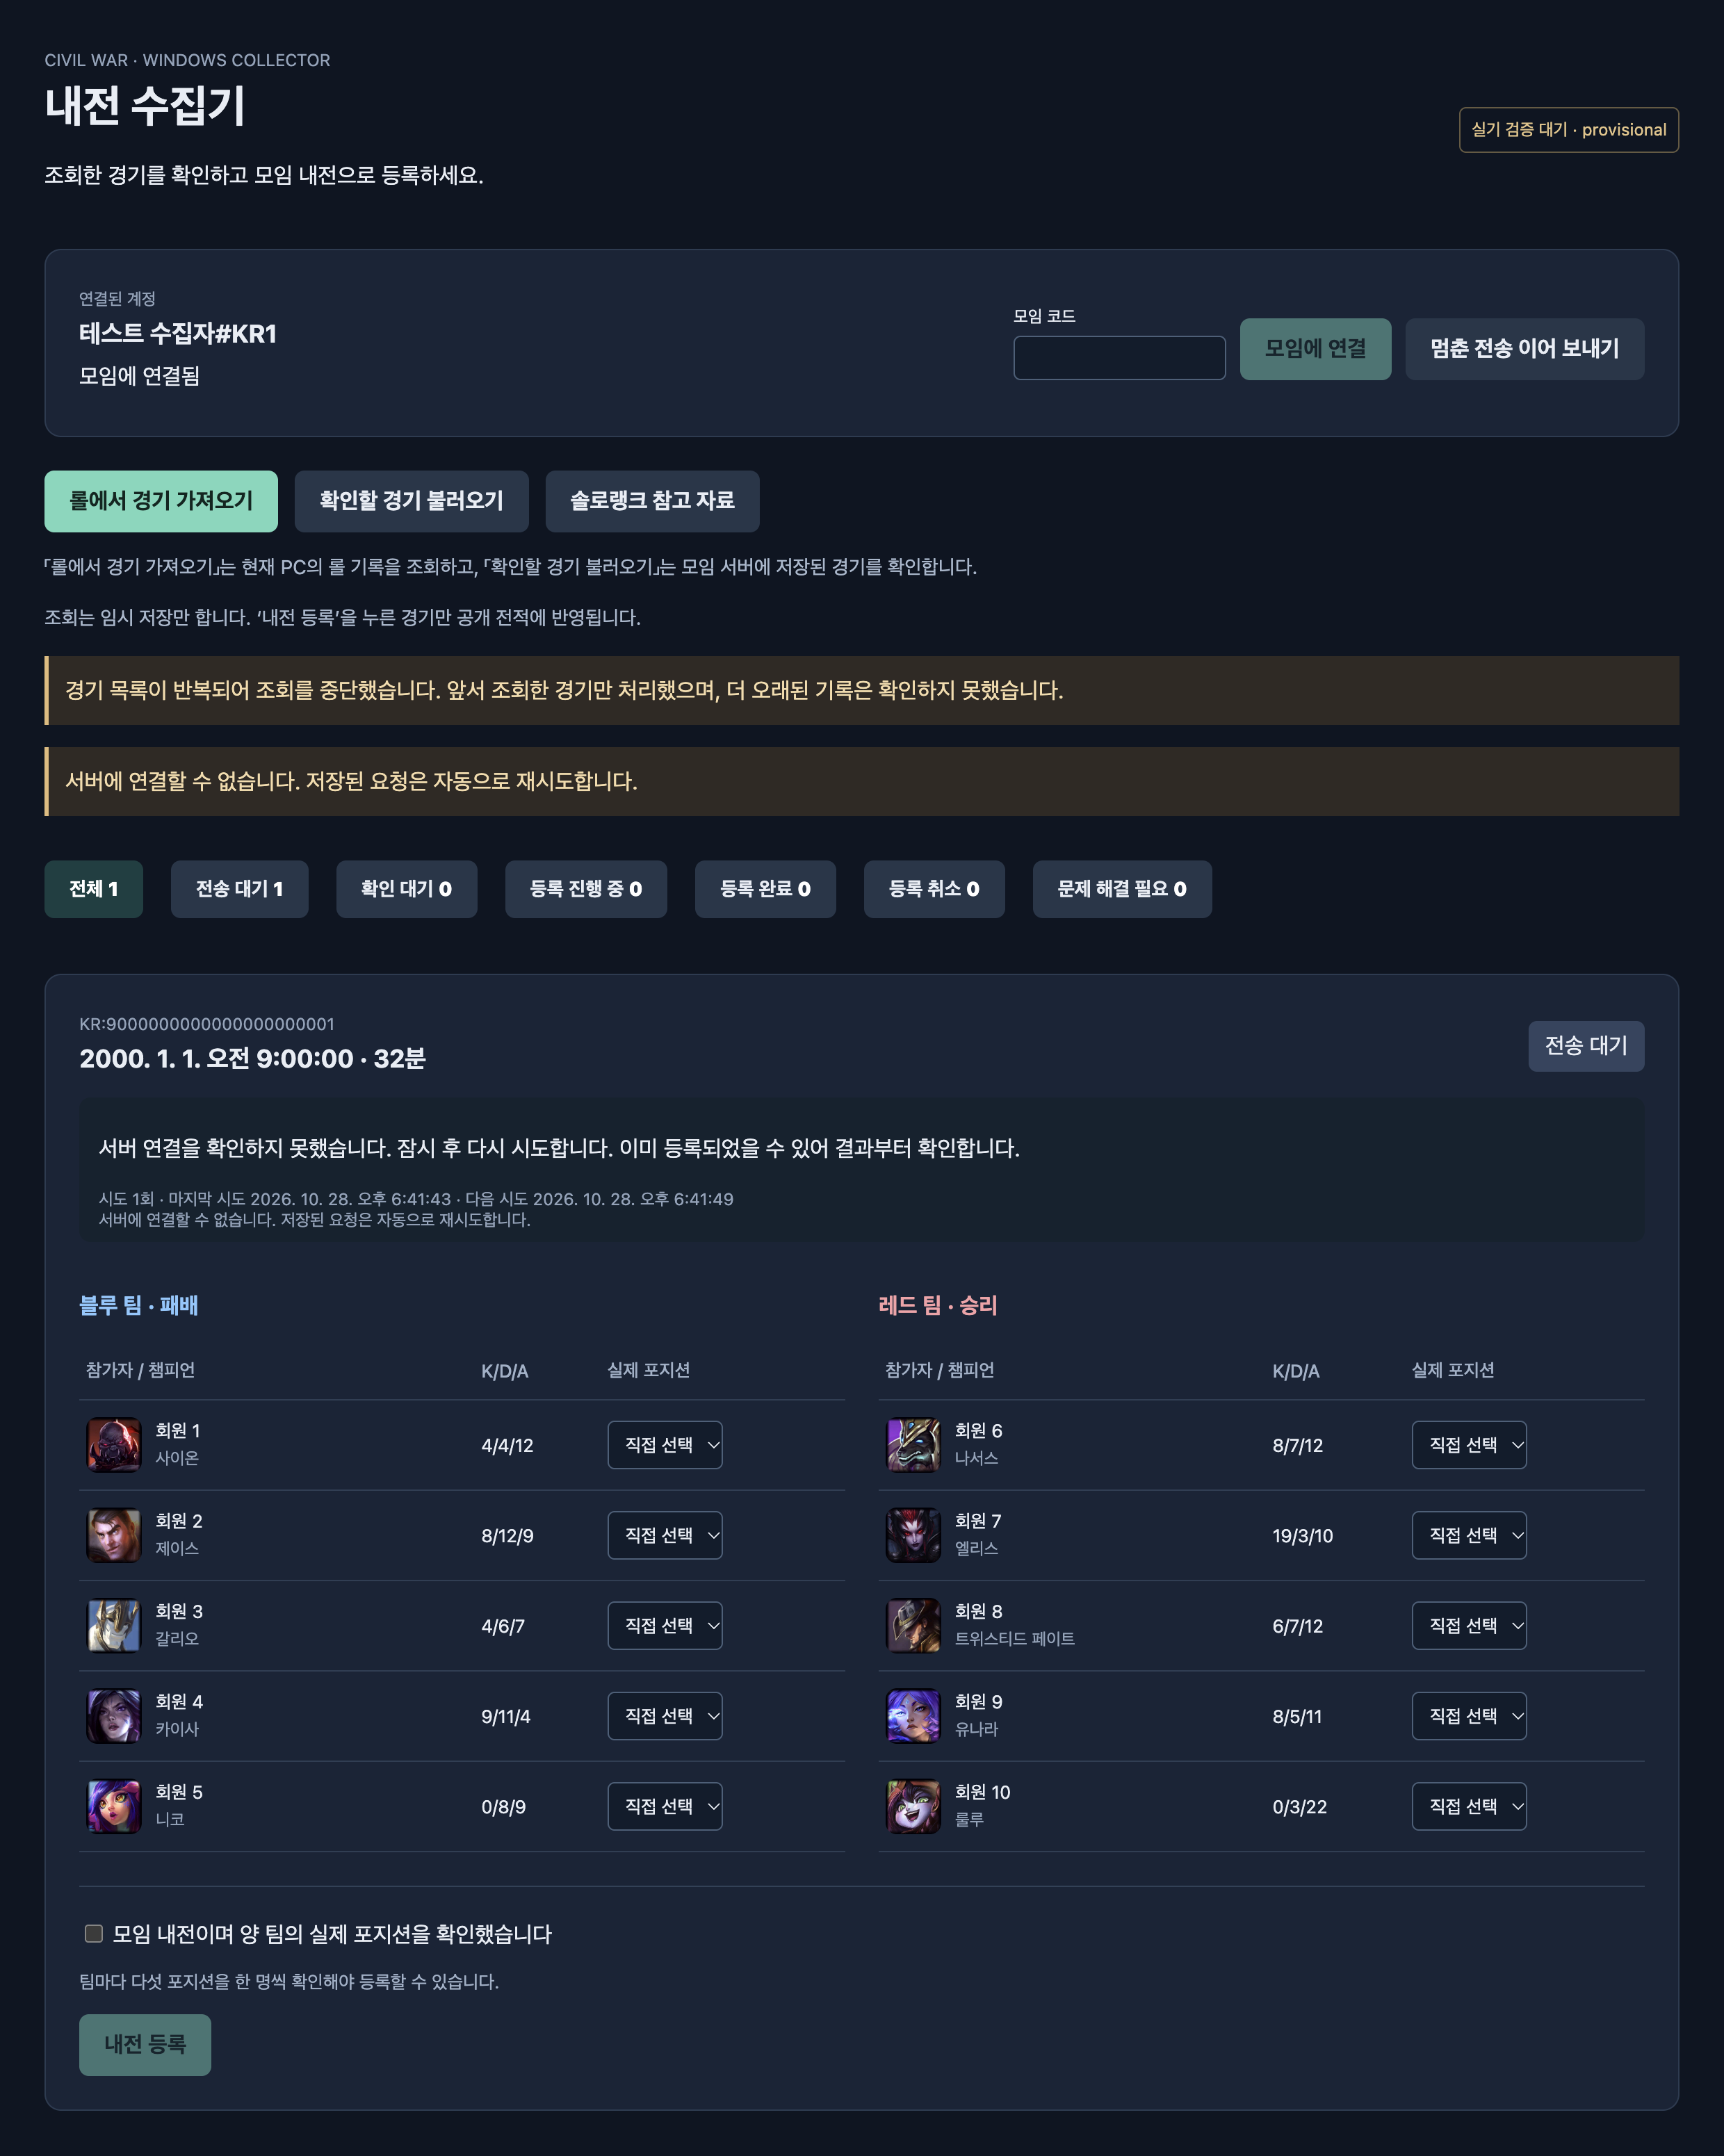 CIVIL WAR · WINDOWS COLLECTOR
내전 수집기
실기 검증 대기 · provisional
조회한 경기를 확인하고 모임 내전으로 등록하세요.
연결된 계정
테스트 수집자#KR1
모임에 연결됨
모임 코드
모임에 연결
멈춘 전송 이어 보내기
롤에서 경기 가져오기
확인할 경기 불러오기
솔로랭크 참고 자료
「롤에서 경기 가져오기」는 현재 PC의 롤 기록을 조회하고, 「확인할 경기 불러오기」는 모임 서버에 저장된 경기를 확인합니다.
조회는 임시 저장만 합니다. ‘내전 등록’을 누른 경기만 공개 전적에 반영됩니다.
경기 목록이 반복되어 조회를 중단했습니다. 앞서 조회한 경기만 처리했으며, 더 오래된 기록은 확인하지 못했습니다.
서버에 연결할 수 없습니다. 저장된 요청은 자동으로 재시도합니다.
전체 1
전송 대기 1
확인 대기 0
등록 진행 중 0
등록 완료 0
등록 취소 0
문제 해결 필요 0
KR:9000000000000000000001
2000. 1. 1. 오전 9:00:00 · 32분
전송 대기
서버 연결을 확인하지 못했습니다. 잠시 후 다시 시도합니다. 이미 등록되었을 수 있어 결과부터 확인합니다.
시도 1회 · 마지막 시도 2026. 10. 28. 오후 6:41:43 · 다음 시도 2026. 10. 28. 오후 6:41:49
서버에 연결할 수 없습니다. 저장된 요청은 자동으로 재시도합니다.
블루 팀 · 패배
참가자 / 챔피언 K/D/A 실제 포지션
회원 1
사이온
4/4/12 직접 선택
회원 2
제이스
8/12/9 직접 선택
회원 3
갈리오
4/6/7 직접 선택
회원 4
카이사
9/11/4 직접 선택
회원 5
니코
0/8/9 직접 선택
레드 팀 · 승리
참가자 / 챔피언 K/D/A 실제 포지션
회원 6
나서스
8/7/12 직접 선택
회원 7
엘리스
19/3/10 직접 선택
회원 8
트위스티드 페이트
6/7/12 직접 선택
회원 9
유나라
8/5/11 직접 선택
회원 10
룰루
0/3/22 직접 선택
모임 내전이며 양 팀의 실제 포지션을 확인했습니다
팀마다 다섯 포지션을 한 명씩 확인해야 등록할 수 있습니다.
내전 등록